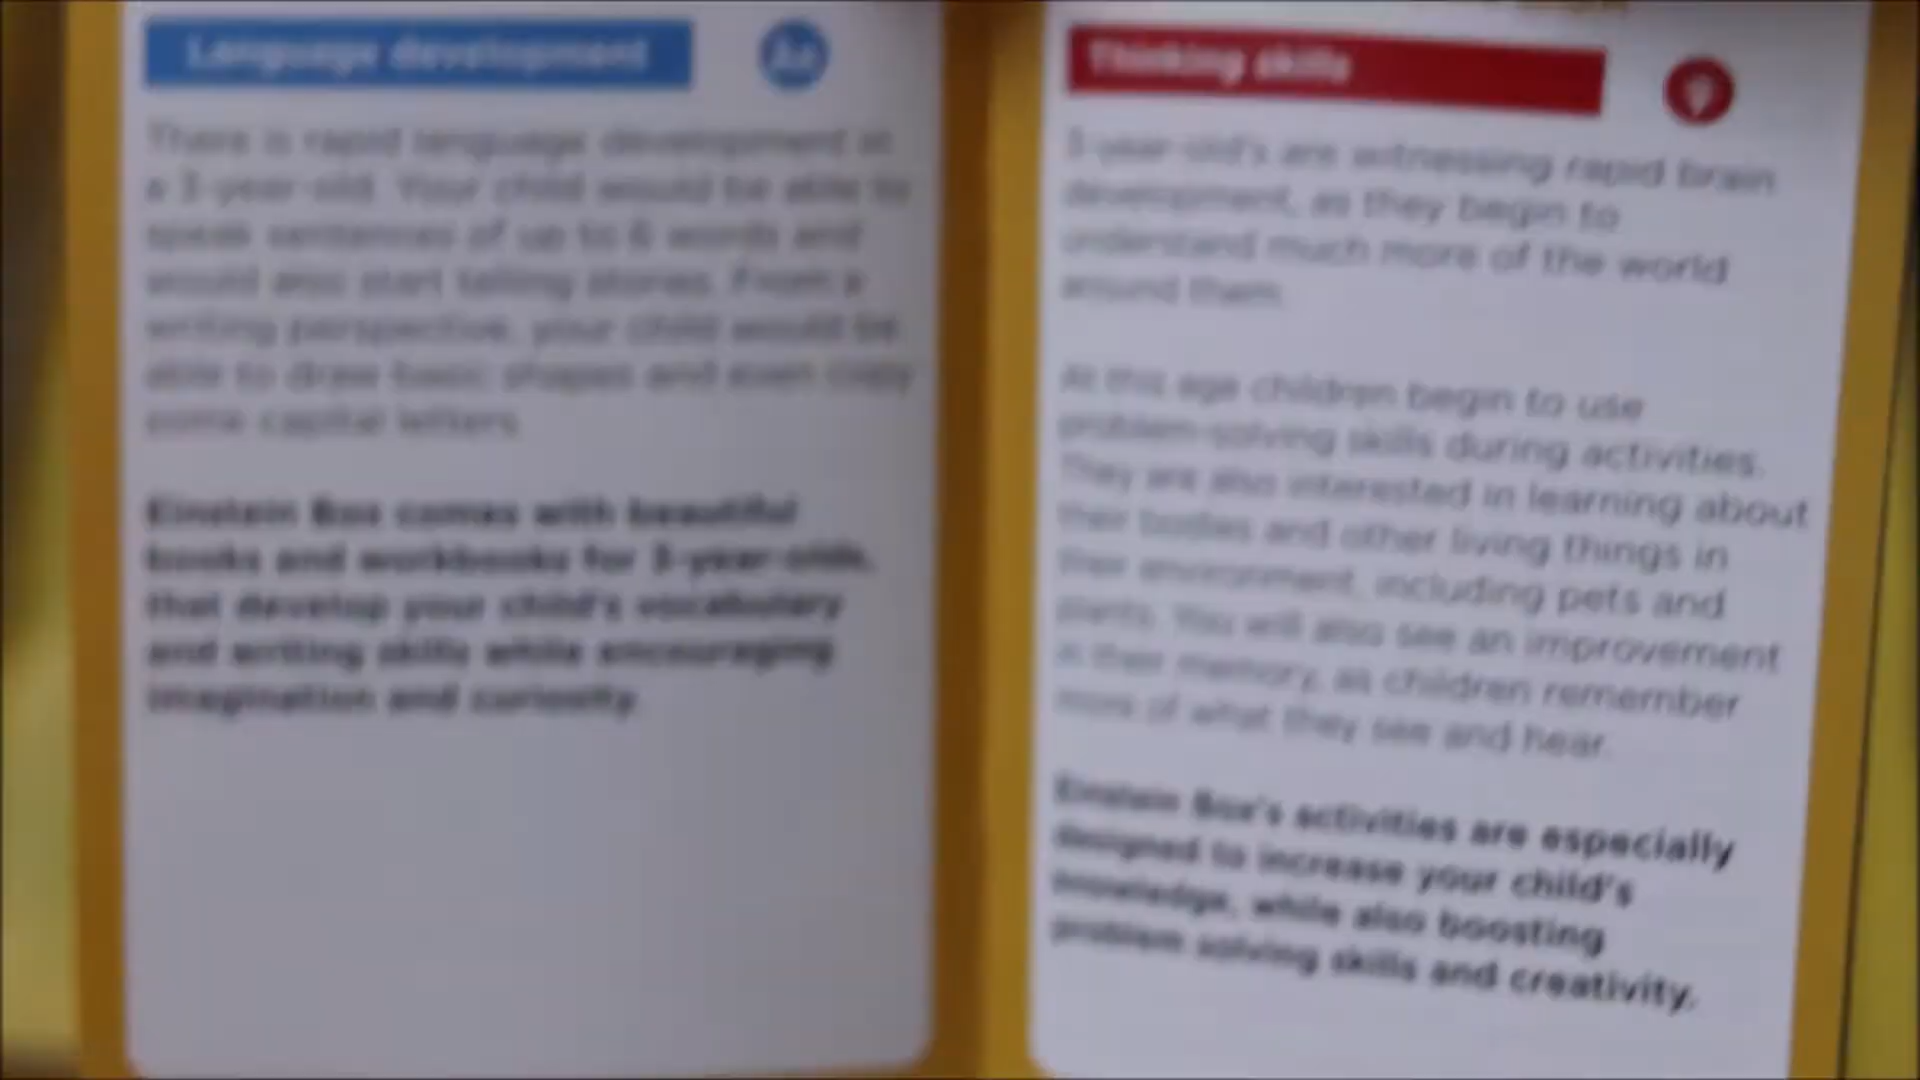 Language development
Aa
There is rapid language development in
a 3-year-old. Your child would be able to
speak sentences of up to 6 words and
would also start telling stories. From a
writing perspective, your child would be
able to draw basic shapes and even copy
some capital letters.
Einstein Box comes with beautiful
books and workbooks for 3-year-olds,
that develop your child's vocabulary
and writing skills while encouraging
imagination and curiosity.
Thinking skills
3-year-old's are witnessing rapid brain
development, as they begin to
understand much more of the world
around them.
At this age children begin to use
problem-solving skills during activities.
They are also interested in learning about
their bodies and other living things in
their environment, including pets and
plants. You will also see an improvement
in their memory, as children remember
more of what they see and hear.
Einstein Box's activities are especially
designed to increase your child's
knowledge, while also boosting
problem solving skills and creativity.